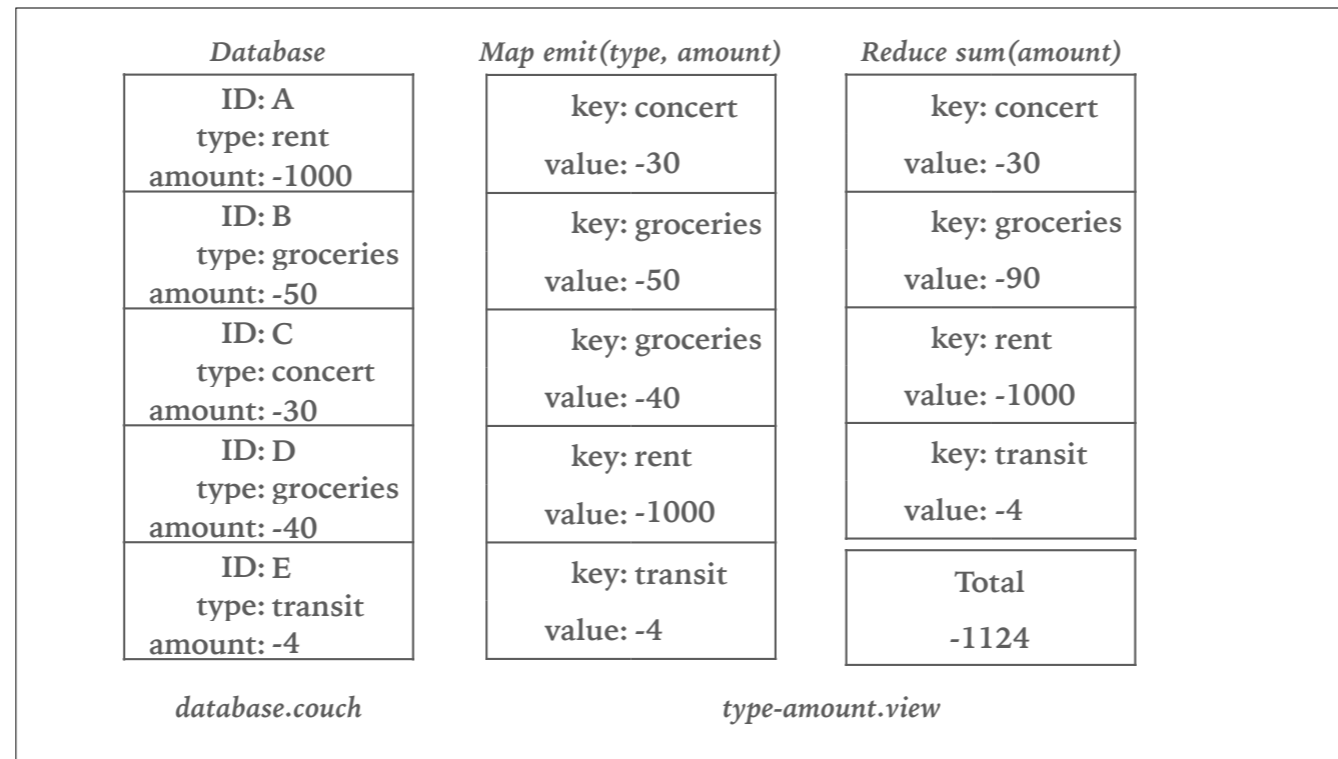 Database
ID: A
type: rent
amount: -1000
ID: B
type: groceries
amount: -50
ID: C
type: concert
amount: -30
ID: D
type: groceries
amount: -40
ID: E
type: transit
amount: -4
database.couch
Map emit(type, amount)
key: concert
value: -30
key: groceries
value: -50
key: groceries
value: -40
key: rent
value: -1000
key: transit
value: -4
Reduce sum(amount)
key: concert
value: -30
key: groceries
value: -90
key: rent
value: -1000
key: transit
value: -4
Total
-1124
type-amount.view